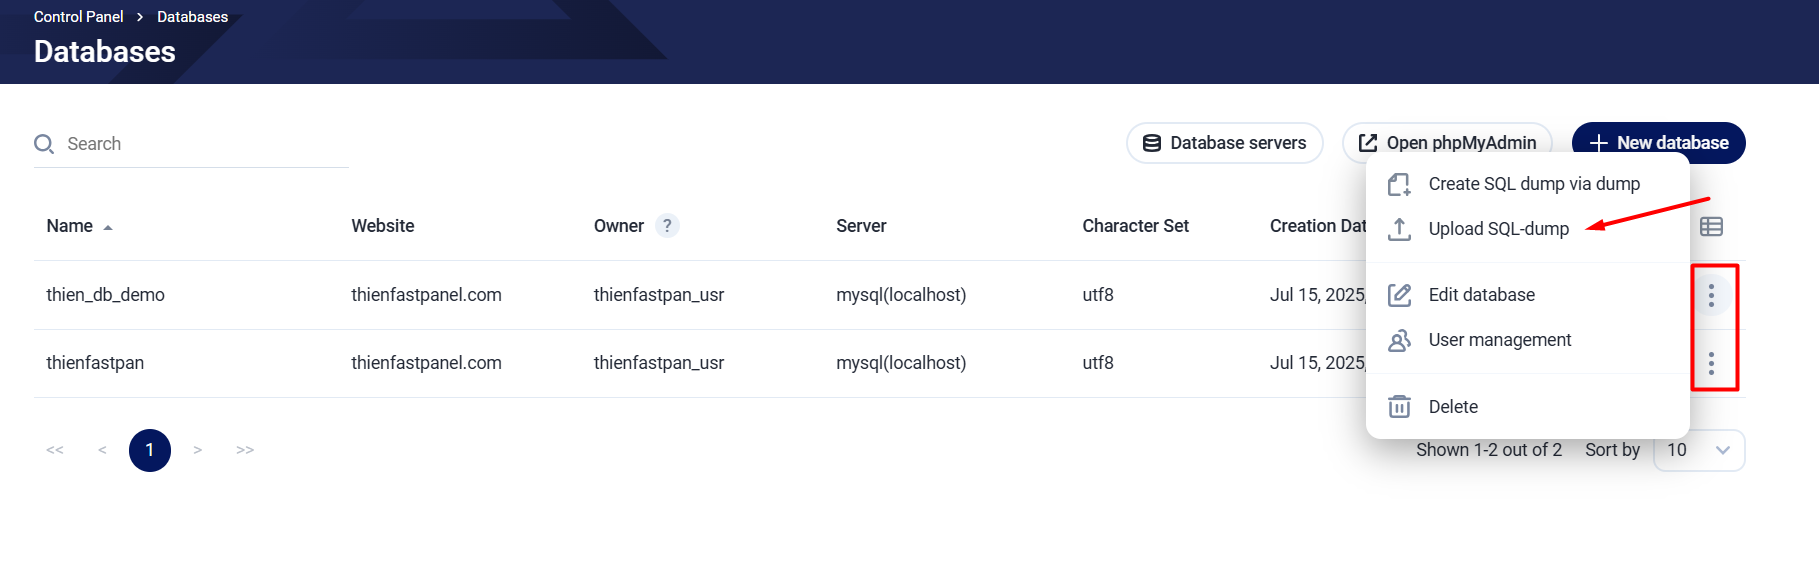 Control Panel > Databases
Databases
Search
Database servers
Open phpMyAdmin
New database
Name
Website
Owner ?
Server
Character Set
Creation Dat
thien_db_demo
thienfastpanel.com
thienfastpan_usr
mysql(localhost)
utf8
Jul 15, 2025,
thienfastpan
thienfastpanel.com
thienfastpan_usr
mysql(localhost)
utf8
Jul 15, 2025,
Create SQL dump via dump
Upload SQL-dump
Edit database
User management
Delete
<< < 1 > >>
Shown 1-2 out of 2
Sort by
10